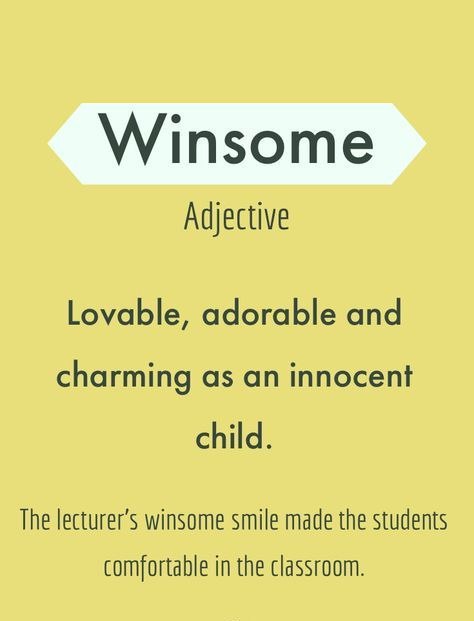 Winsome
Adjective
Lovable, adorable and
charming as an innocent
child.
The lecturer's winsome smile made the students
comfortable in the classroom.